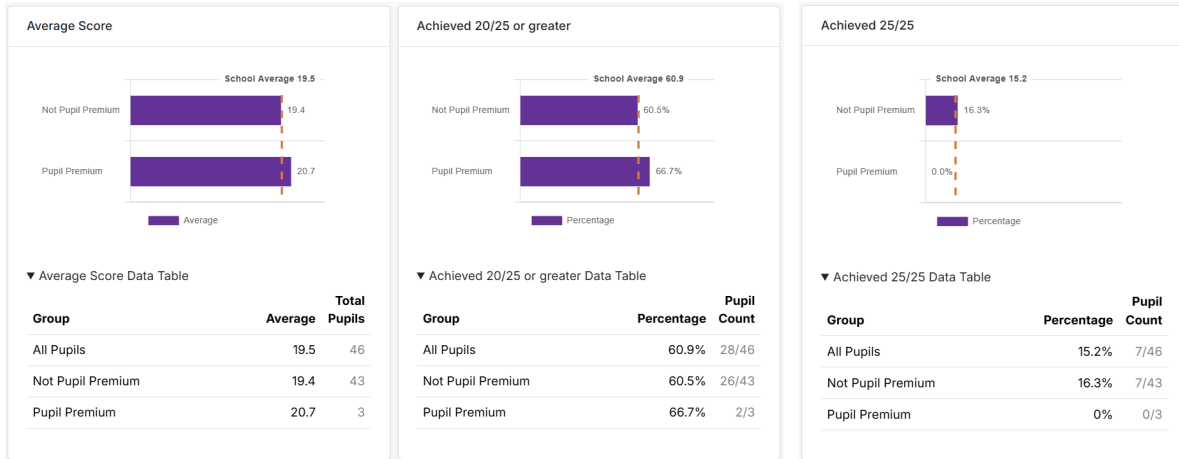 Average Score
School Average 19.5
Not Pupil Premium 19.4
Pupil Premium 20.7
Average
▼ Average Score Data Table
Group Average Total Pupils
All Pupils 19.5 46
Not Pupil Premium 19.4 43
Pupil Premium 20.7 3
Achieved 20/25 or greater
School Average 60.9
Not Pupil Premium 60.5%
Pupil Premium 66.7%
Percentage
▼ Achieved 20/25 or greater Data Table
Group Percentage Pupil Count
All Pupils 60.9% 28/46
Not Pupil Premium 60.5% 26/43
Pupil Premium 66.7% 2/3
Achieved 25/25
School Average 15.2
Not Pupil Premium 16.3%
Pupil Premium 0.0%
Percentage
▼ Achieved 25/25 Data Table
Group Percentage Pupil Count
All Pupils 15.2% 7/46
Not Pupil Premium 16.3% 7/43
Pupil Premium 0% 0/3